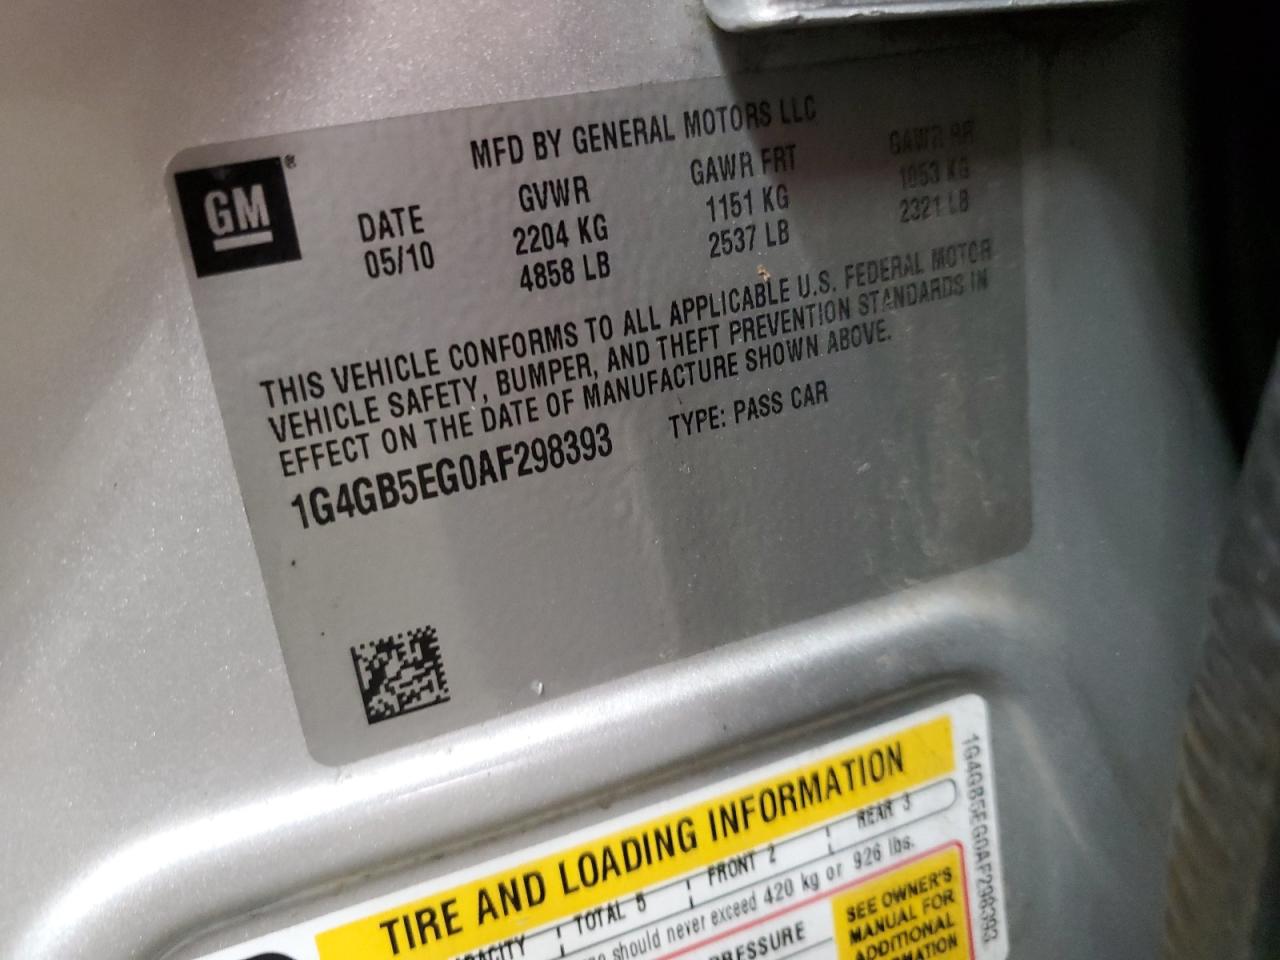 MFD BY GENERAL MOTORS LLC
GM®
DATE GVWR GAWR FRT GAWR RR
05/10 2204 KG 1151 KG 1053 KG
4858 LB 2537 LB 2321 LB
THIS VEHICLE CONFORMS TO ALL APPLICABLE U.S. FEDERAL MOTOR
VEHICLE SAFETY, BUMPER, AND THEFT PREVENTION STANDARDS IN
EFFECT ON THE DATE OF MANUFACTURE SHOWN ABOVE.
1G4GB5EG0AF298393 TYPE: PASS CAR
TIRE AND LOADING INFORMATION
TOTAL 5 FRONT 2 REAR 3
should never exceed 420 kg or 926 lbs.
SEE OWNER'S
MANUAL FOR
ADDITIONAL
1G4GB5EG0AF298393